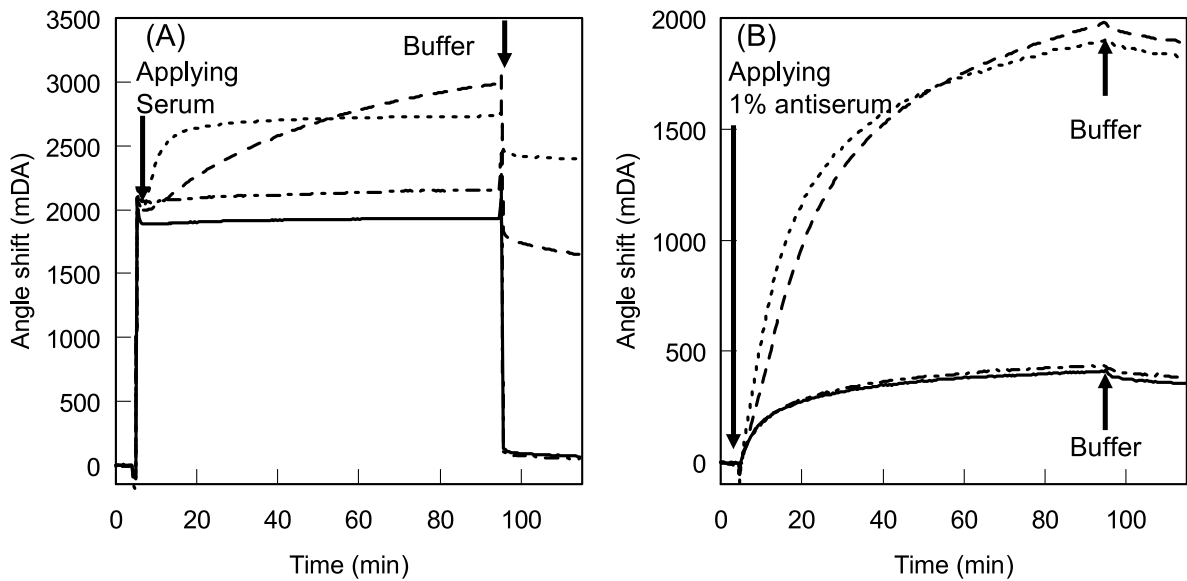 (A)
Applying
Serum
Buffer
Angle shift (mDA)
3500
3000
2500
2000
1500
1000
500
0
0 20 40 60 80 100
Time (min)
(B)
Applying
1% antiserum
Buffer
Buffer
Angle shift (mDA)
2000
1500
1000
500
0
0 20 40 60 80 100
Time (min)